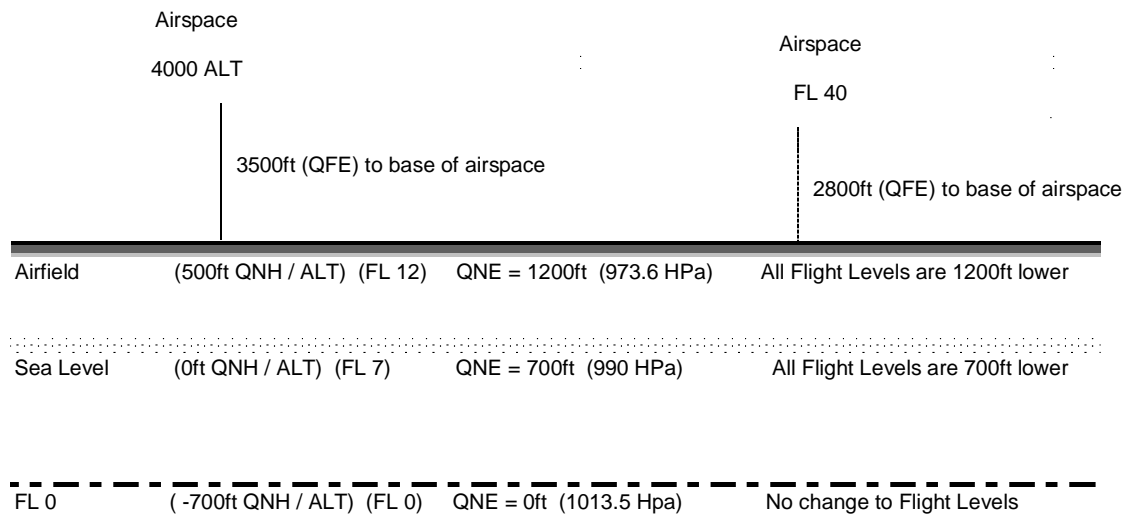 Airspace
4000 ALT
3500ft (QFE) to base of airspace
Airspace
FL 40
2800ft (QFE) to base of airspace
Airfield (500ft QNH / ALT) (FL 12) QNE = 1200ft (973.6 HPa) All Flight Levels are 1200ft lower
Sea Level (0ft QNH / ALT) (FL 7) QNE = 700ft (990 HPa) All Flight Levels are 700ft lower
FL 0 ( -700ft QNH / ALT) (FL 0) QNE = 0ft (1013.5 Hpa) No change to Flight Levels